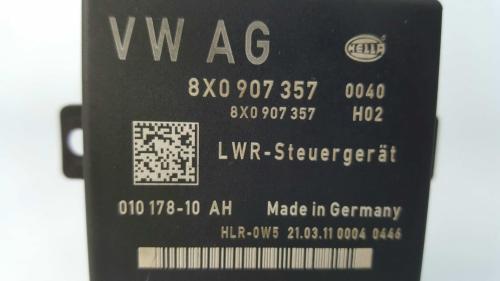 VW AG HELLA
8X0 907 357 0040
8X0 907 357 H02
LWR-Steuergerät
010 178-10 AH Made in Germany
HLR-0W5 21.03.11 0004 0446